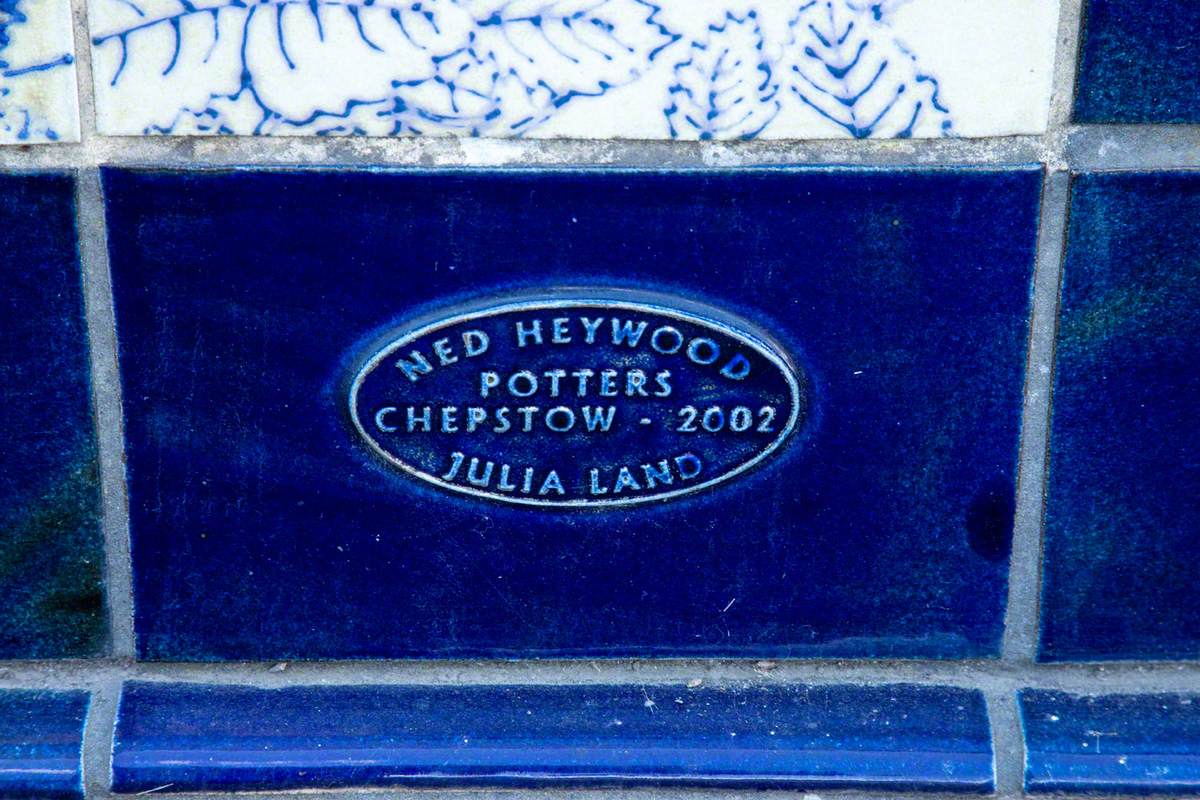 NED HEYWOOD
POTTERS
CHEPSTOW - 2002
JULIA LAND